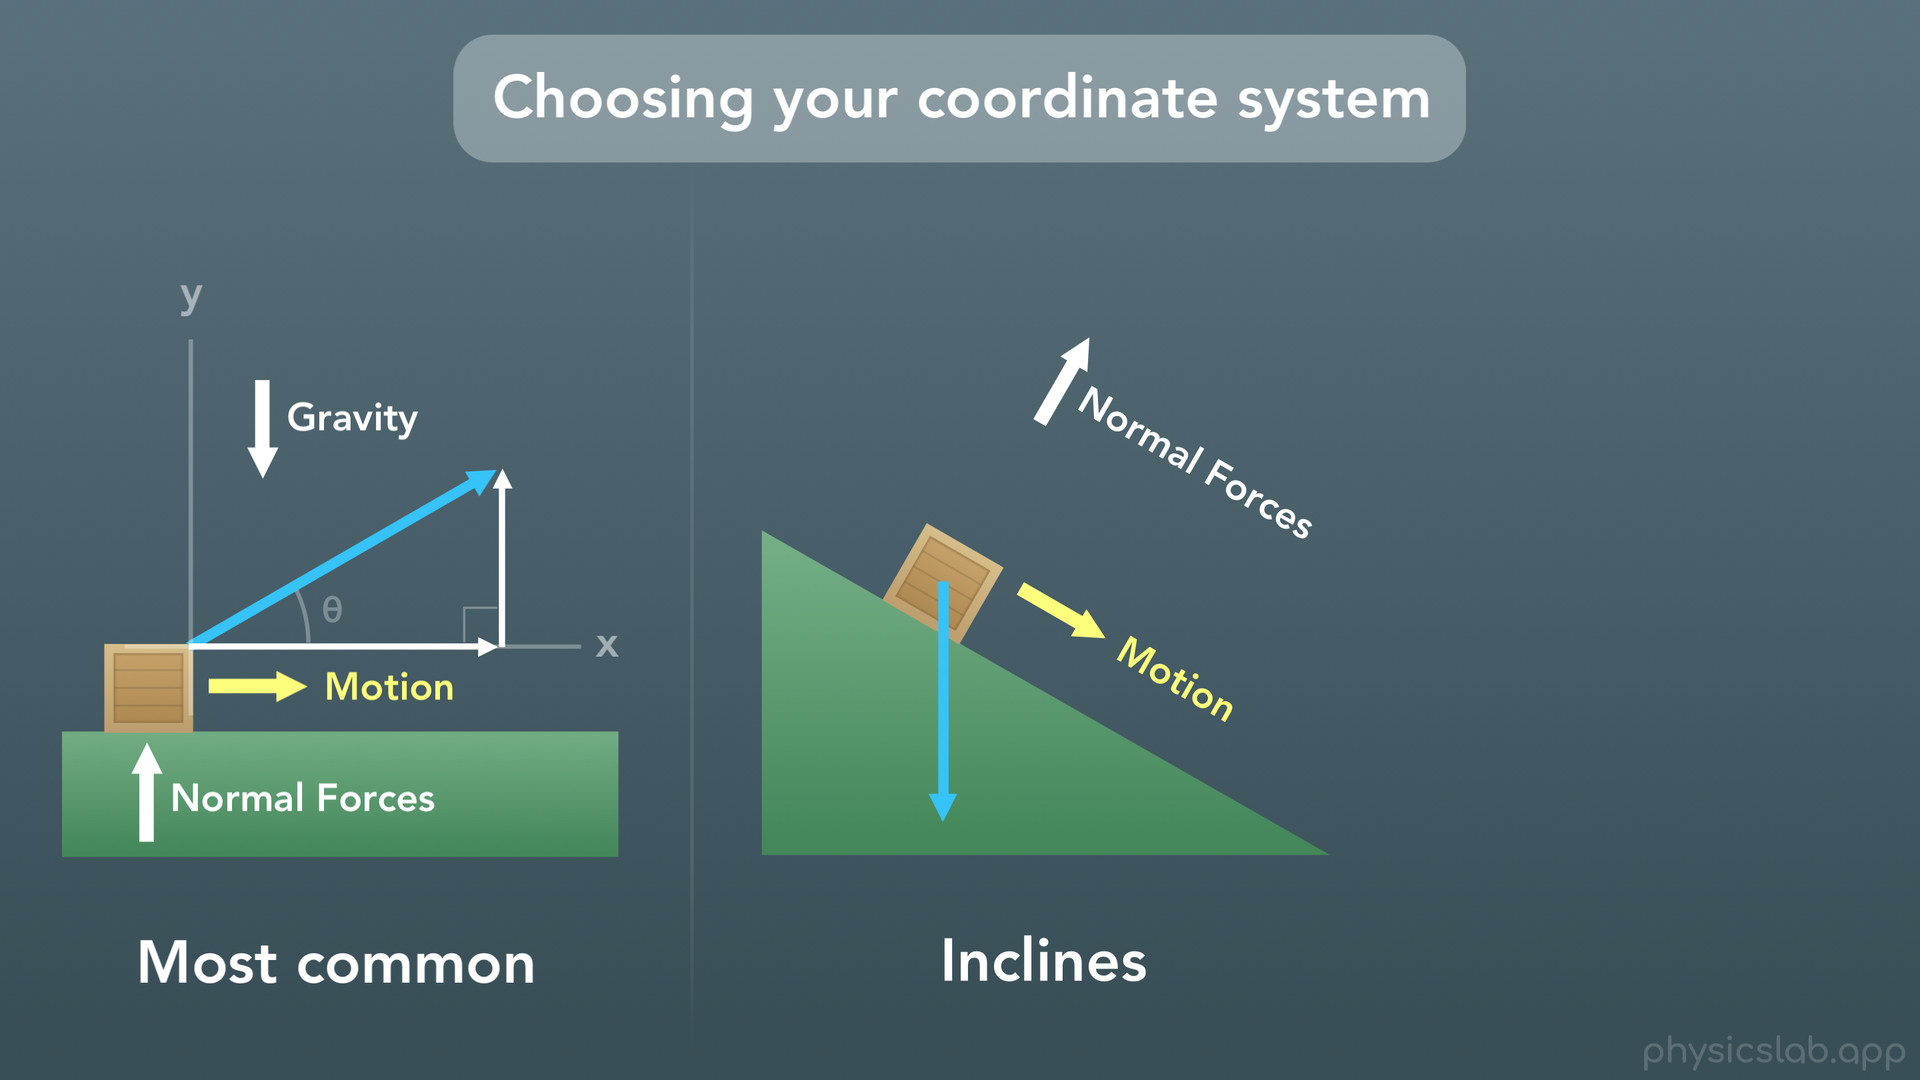 Choosing your coordinate system
y
Gravity
θ
x
Motion
Normal Forces
Most common
Normal Forces
Motion
Inclines
physicslab.app